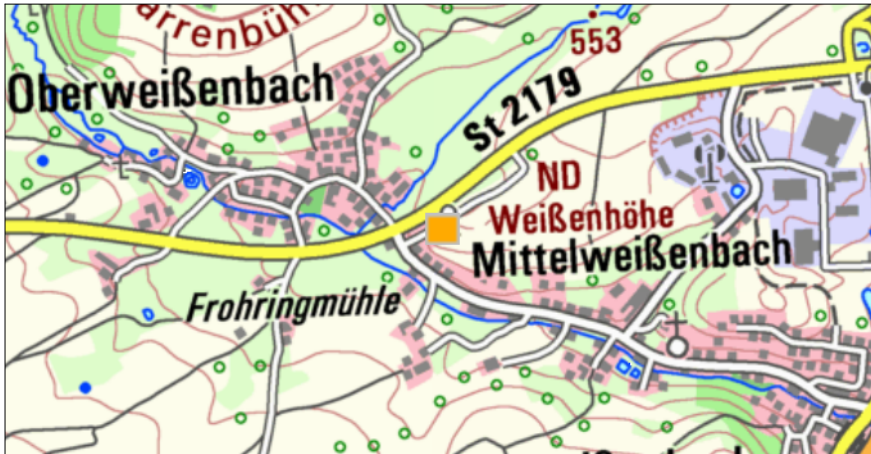 553
Oberweißenbach
St 2179
ND
Weißenhöhe
Mittelweißenbach
Frohringmühle